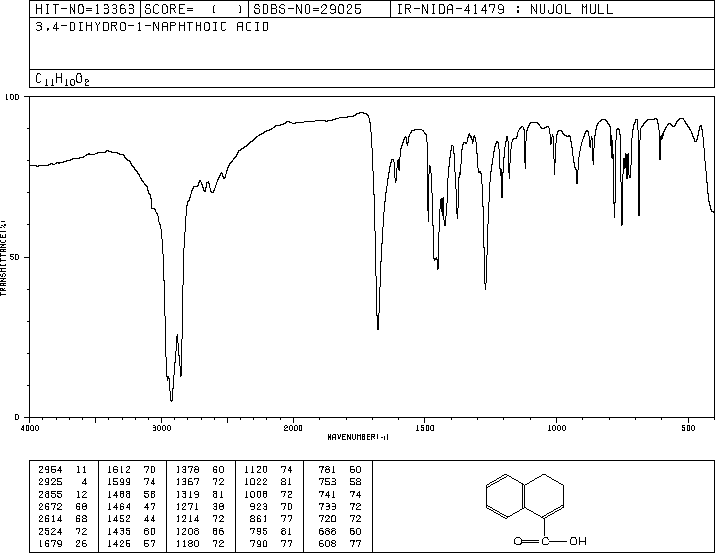 HIT-NO=13363 SCORE= ( ) SDBS-NO=29025 IR-NIDA-41479 : NUJOL MULL
3,4-DIHYDRO-1-NAPHTHOIC ACID
C11H10O2
100
50
0
TRANSMITTANCE(%)
4000 3000 2000 1500 1000 500
WAVENUMBER(-1)
2954 11 1612 70 1378 60 1120 74 781 60
2925 4 1599 74 1367 72 1022 81 753 58
2855 12 1488 58 1319 81 1008 72 741 74
2672 68 1464 47 1271 38 923 70 733 72
2614 68 1452 44 1214 72 861 77 720 72
2524 72 1435 60 1208 66 795 81 688 60
1679 26 1426 57 1180 72 790 77 608 77
O=C-OH